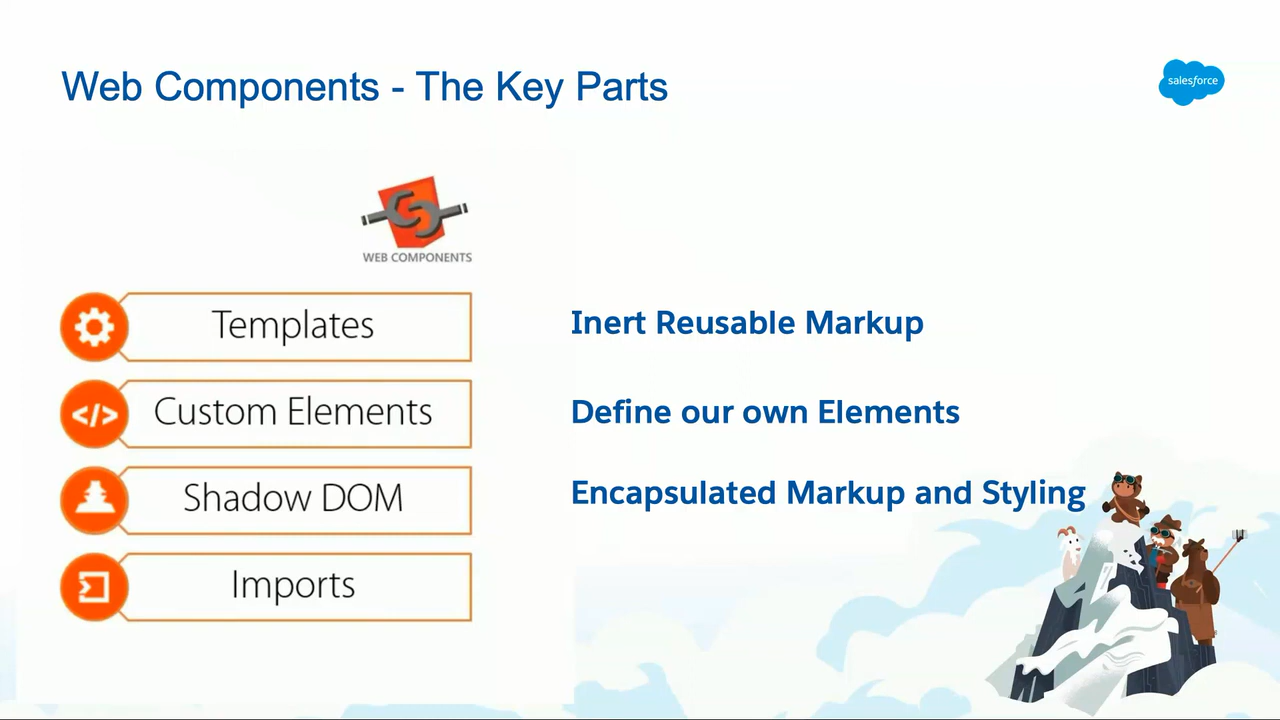 Web Components - The Key Parts
salesforce
WEB COMPONENTS
Templates
Inert Reusable Markup
</> Custom Elements
Define our own Elements
Shadow DOM
Encapsulated Markup and Styling
Imports